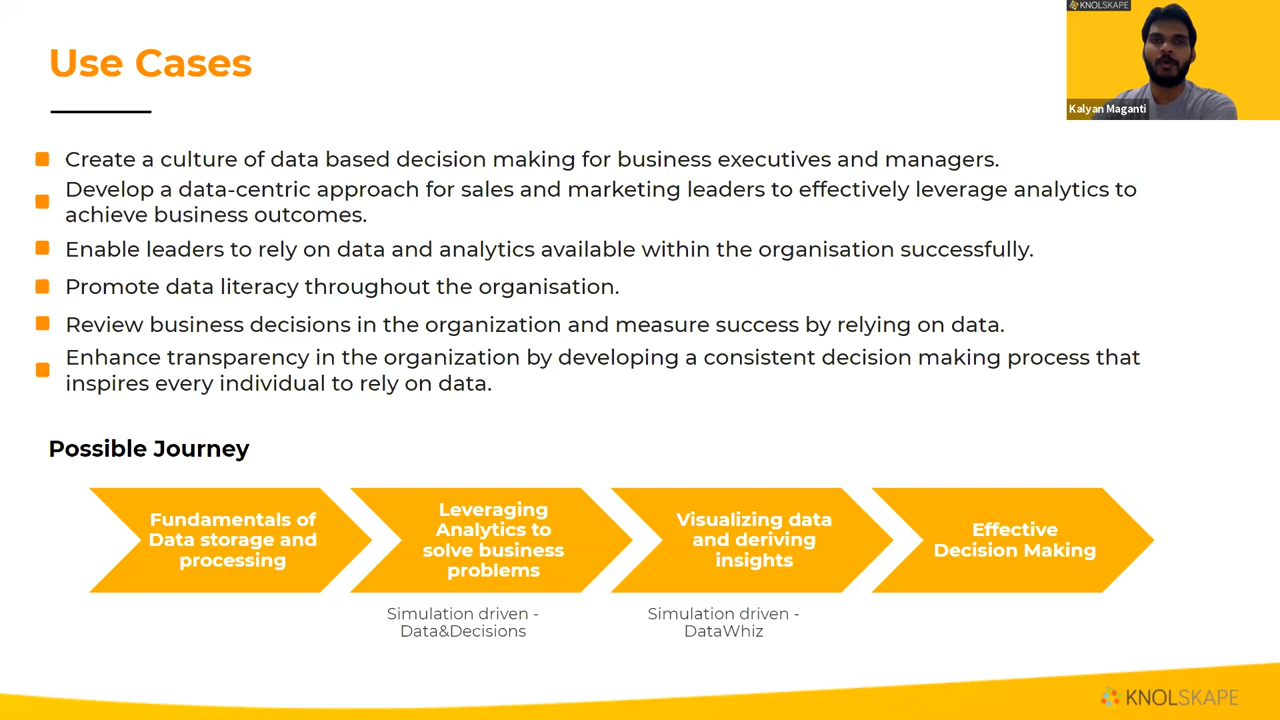 KNOLSKAPE
Kalyan Maganti
Use Cases
Create a culture of data based decision making for business executives and managers.
Develop a data-centric approach for sales and marketing leaders to effectively leverage analytics to
achieve business outcomes.
Enable leaders to rely on data and analytics available within the organisation successfully.
Promote data literacy throughout the organisation.
Review business decisions in the organization and measure success by relying on data.
Enhance transparency in the organization by developing a consistent decision making process that
inspires every individual to rely on data.
Possible Journey
Fundamentals of
Data storage and
processing
Leveraging
Analytics to
solve business
problems
Visualizing data
and deriving
insights
Effective
Decision Making
Simulation driven -
Data&Decisions
Simulation driven -
DataWhiz
KNOLSKAPE